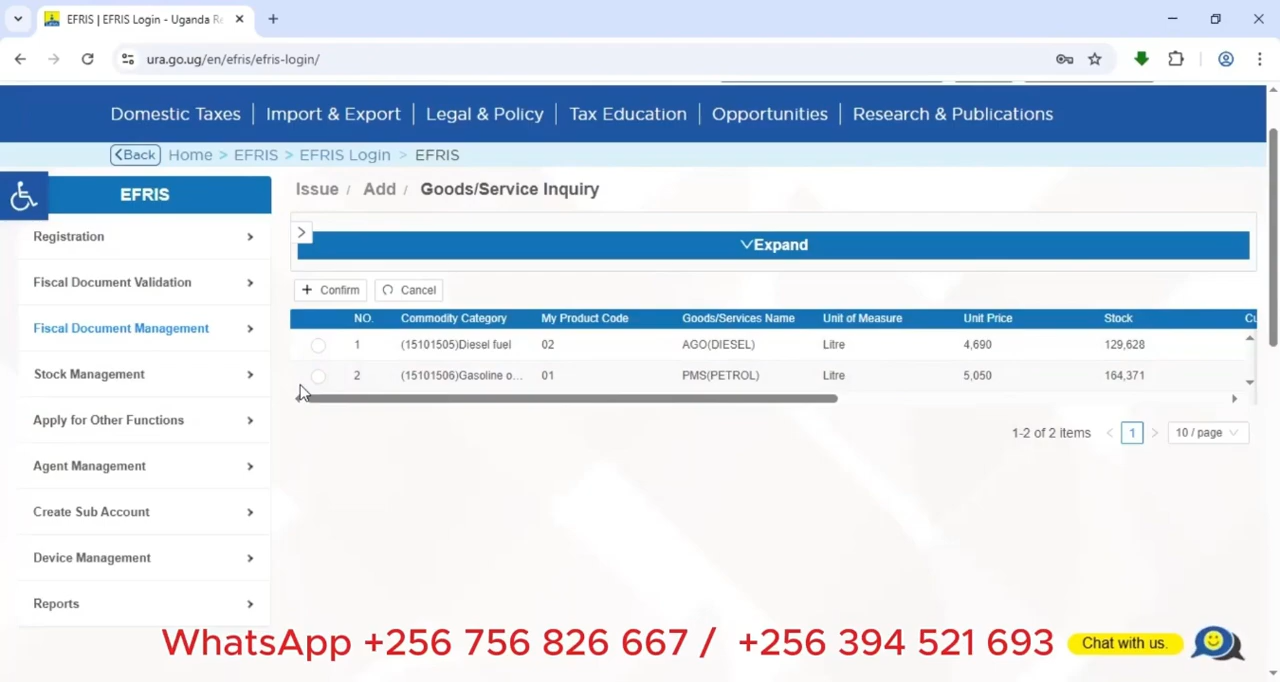 EFRIS | EFRIS Login - Uganda Re
ura.go.ug/en/efris/efris-login/
Domestic Taxes | Import & Export | Legal & Policy | Tax Education | Opportunities | Research & Publications
Back Home > EFRIS > EFRIS Login > EFRIS
EFRIS
Issue / Add / Goods/Service Inquiry
Registration
Expand
Fiscal Document Validation
+ Confirm Cancel
NO. Commodity Category My Product Code Goods/Services Name Unit of Measure Unit Price Stock Cu
Fiscal Document Management
1 (15101505)Diesel fuel 02 AGO(DIESEL) Litre 4,690 129,628
2 (15101506)Gasoline o... 01 PMS(PETROL) Litre 5,050 164,371
Stock Management
Apply for Other Functions
1-2 of 2 items < 1 > 10 / page
Agent Management
Create Sub Account
Device Management
Reports
WhatsApp +256 756 826 667 / +256 394 521 693
Chat with us.